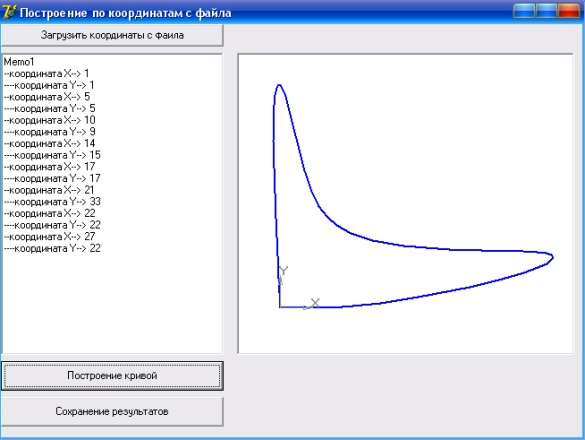 Построение по координатам с файла
Загрузить координаты с файла
Memo1
--координата X--> 1
----координата Y--> 1
--координата X--> 5
----координата Y--> 5
--координата X--> 10
----координата Y--> 9
--координата X--> 14
----координата Y--> 15
--координата X--> 17
----координата Y--> 17
--координата X--> 21
----координата Y--> 33
--координата X--> 22
----координата Y--> 22
--координата X--> 27
----координата Y--> 22
Y
X
Построение кривой
Сохранение результатов